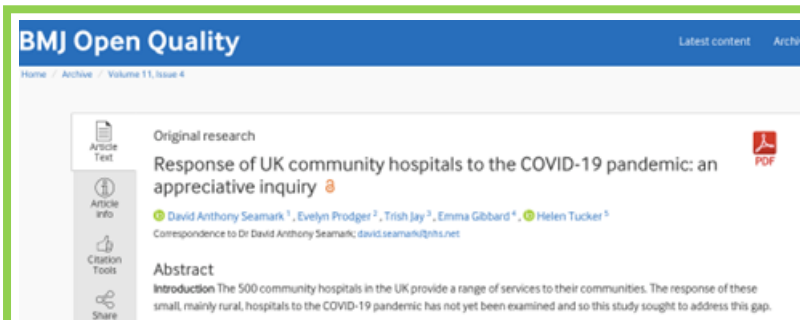 BMJ Open Quality
Latest content Archi
Home / Archive / Volume 11, Issue 4
Article
Text
Original research
PDF
Response of UK community hospitals to the COVID-19 pandemic: an
appreciative inquiry
Article
info
David Anthony Seamark 1, Evelyn Prodger 2, Trish Jay 3, Emma Gibbard 4, Helen Tucker 5
Correspondence to Dr David Anthony Seamark; david.seamark@nhs.net
Citation
Tools
Abstract
Introduction The 500 community hospitals in the UK provide a range of services to their communities. The response of these
small, mainly rural, hospitals to the COVID-19 pandemic has not yet been examined and so this study sought to address this gap.
Share